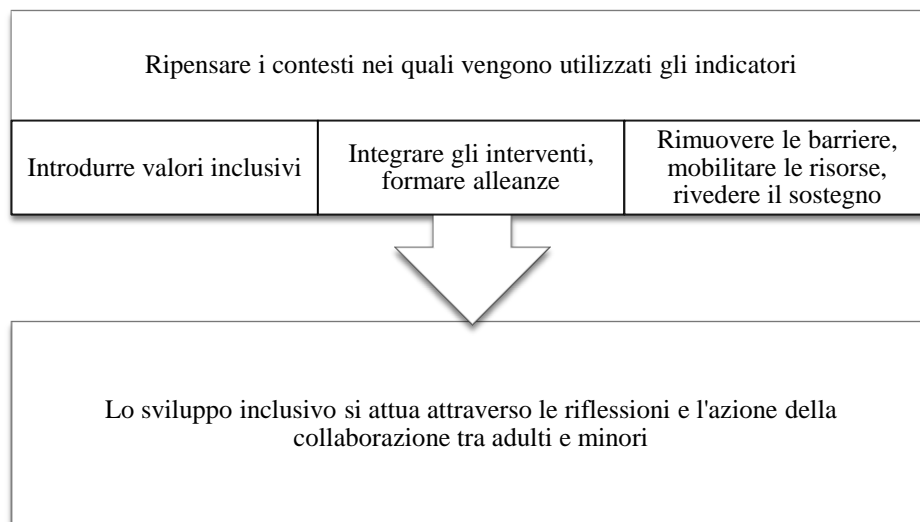 Ripensare i contesti nei quali vengono utilizzati gli indicatori
Introdurre valori inclusivi
Integrare gli interventi,
formare alleanze
Rimuovere le barriere,
mobilitare le risorse,
rivedere il sostegno
Lo sviluppo inclusivo si attua attraverso le riflessioni e l'azione della
collaborazione tra adulti e minori